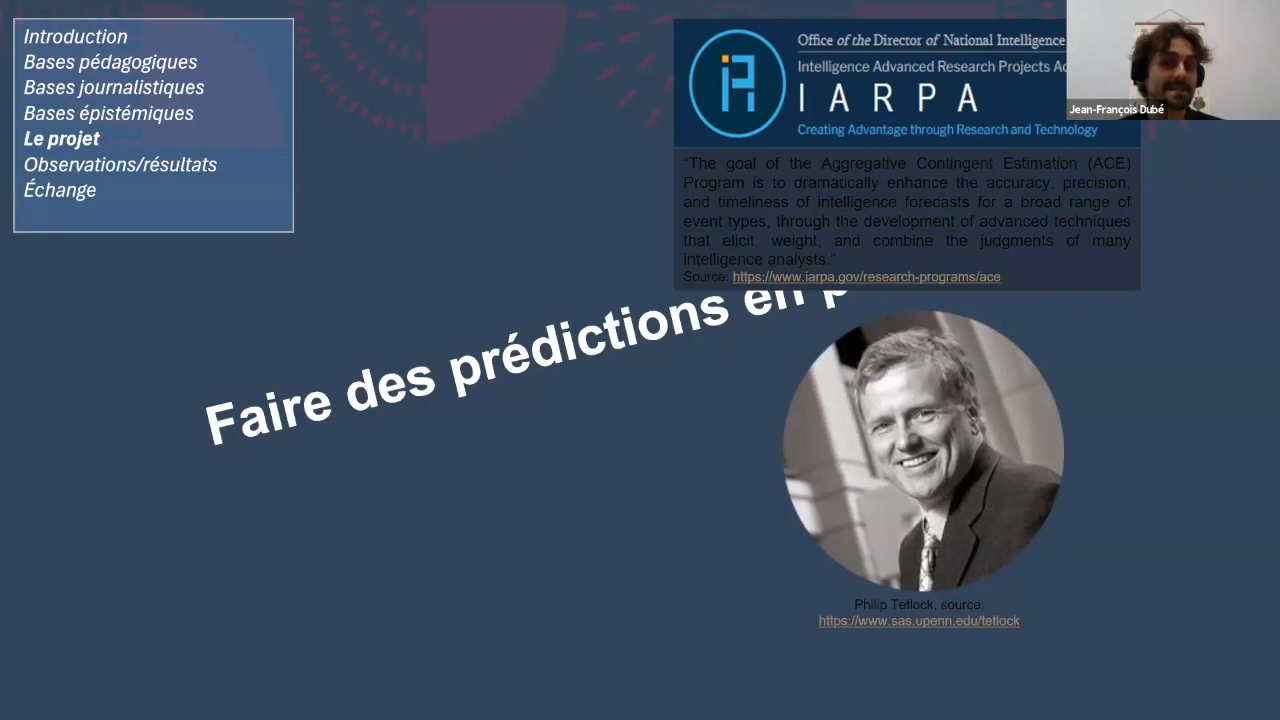 Introduction
Bases pédagogiques
Bases journalistiques
Bases épistémiques
Le projet
Observations/résultats
Échange
Office of the Director of National Intelligence
Intelligence Advanced Research Projects
IARPA
Creating Advantage through Research and Technology
Jean-François Dubé
"The goal of the Aggregative Contingent Estimation (ACE)
Program is to dramatically enhance the accuracy, precision,
and timeliness of intelligence forecasts for a broad range of
event types, through the development of advanced techniques
that elicit, weight, and combine the judgments of many
intelligence analysts."
Source: https://www.iarpa.gov/research-programs/ace
Faire des prédictions en
Philip Tetlock, source:
https://www.sas.upenn.edu/tetlock